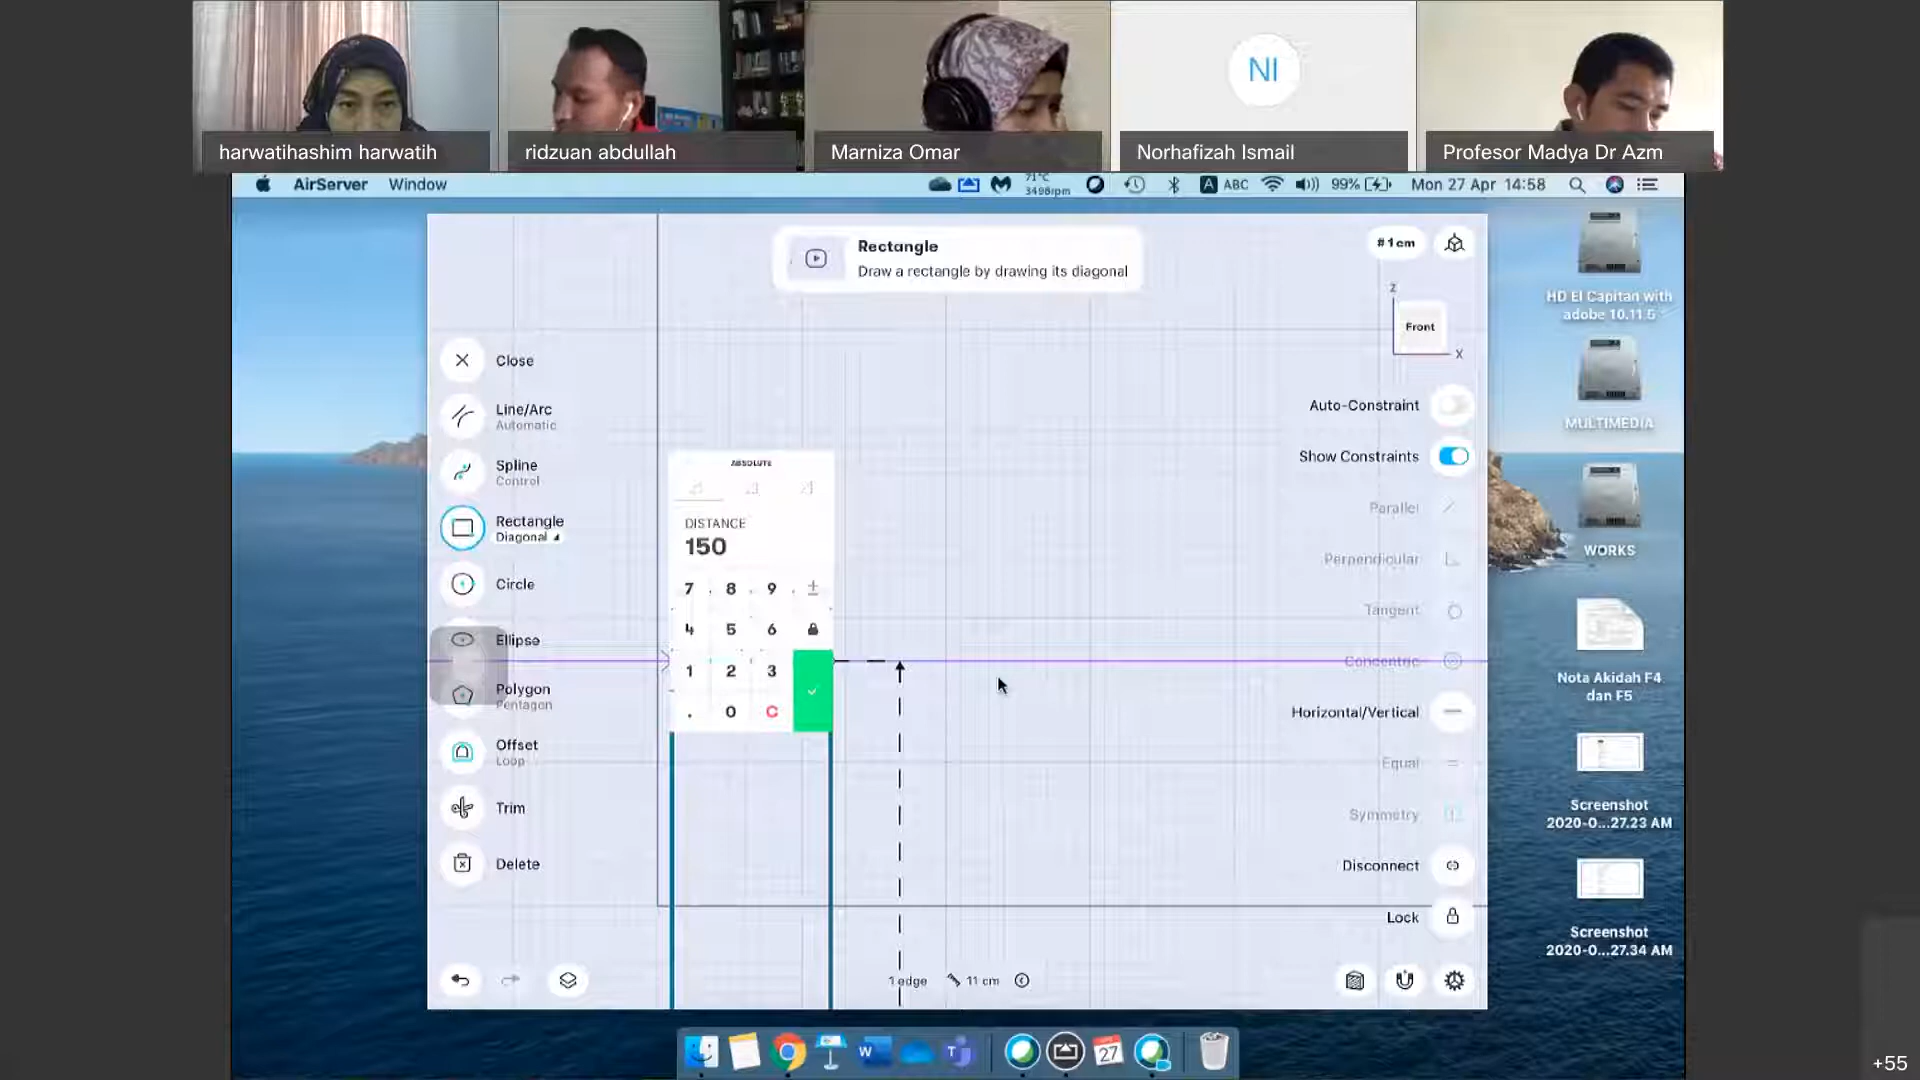 NI
harwatihashim harwatih
ridzuan abdullah
Marniza Omar
Norhafizah Ismail
Profesor Madya Dr Azm
AirServer Window
71°C
3498rpm
A ABC
99%
Mon 27 Apr 14:58
Rectangle
Draw a rectangle by drawing its diagonal
# 1 cm
Z
Front
X
Close
Line/Arc
Automatic
Spline
Control
Rectangle
Diagonal
Circle
Ellipse
Polygon
Pentagon
Offset
Loop
Trim
Delete
ABSOLUTE
DISTANCE
150
7 8 9 ±
4 5 6
1 2 3
. 0 C
Auto-Constraint
Show Constraints
Parallel
Perpendicular
Tangent
Concentric
Horizontal/Vertical
Equal
Symmetry
Disconnect
Lock
1 edge
11 cm
HD El Capitan with
adobe 10.11.6
MULTIMEDIA
WORKS
Nota Akidah F4
dan F5
Screenshot
2020-0...27.23 AM
Screenshot
2020-0...27.34 AM
W
T
27
+55